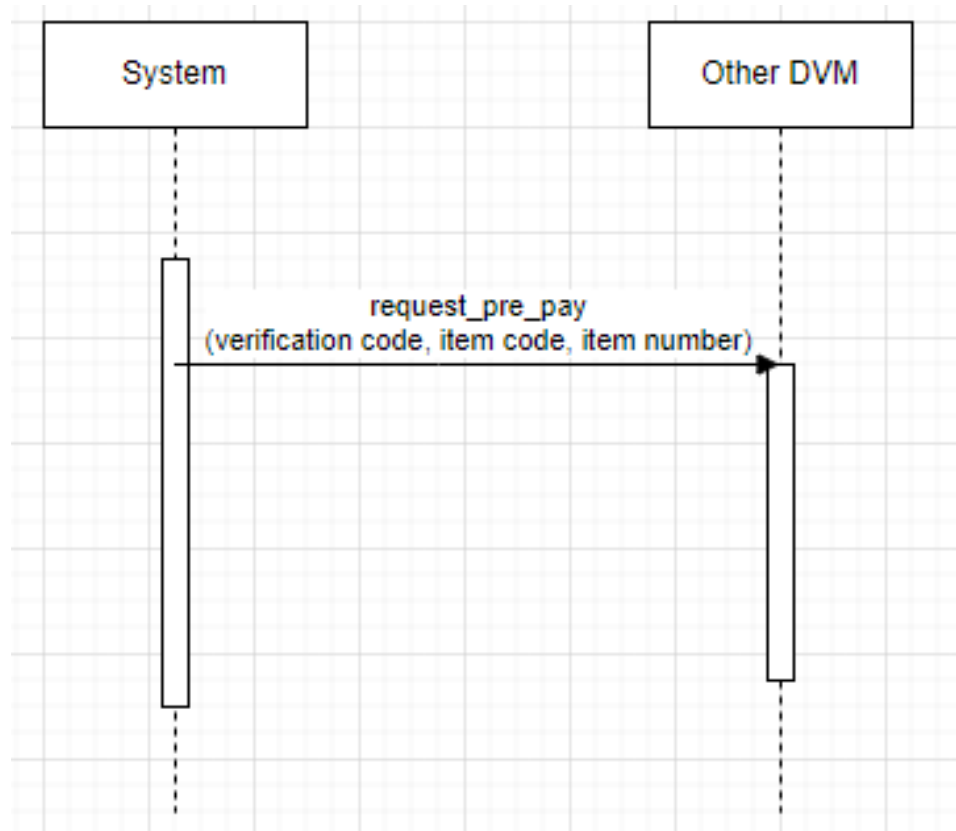 System
Other DVM
request_pre_pay
(verification code, item code, item number)